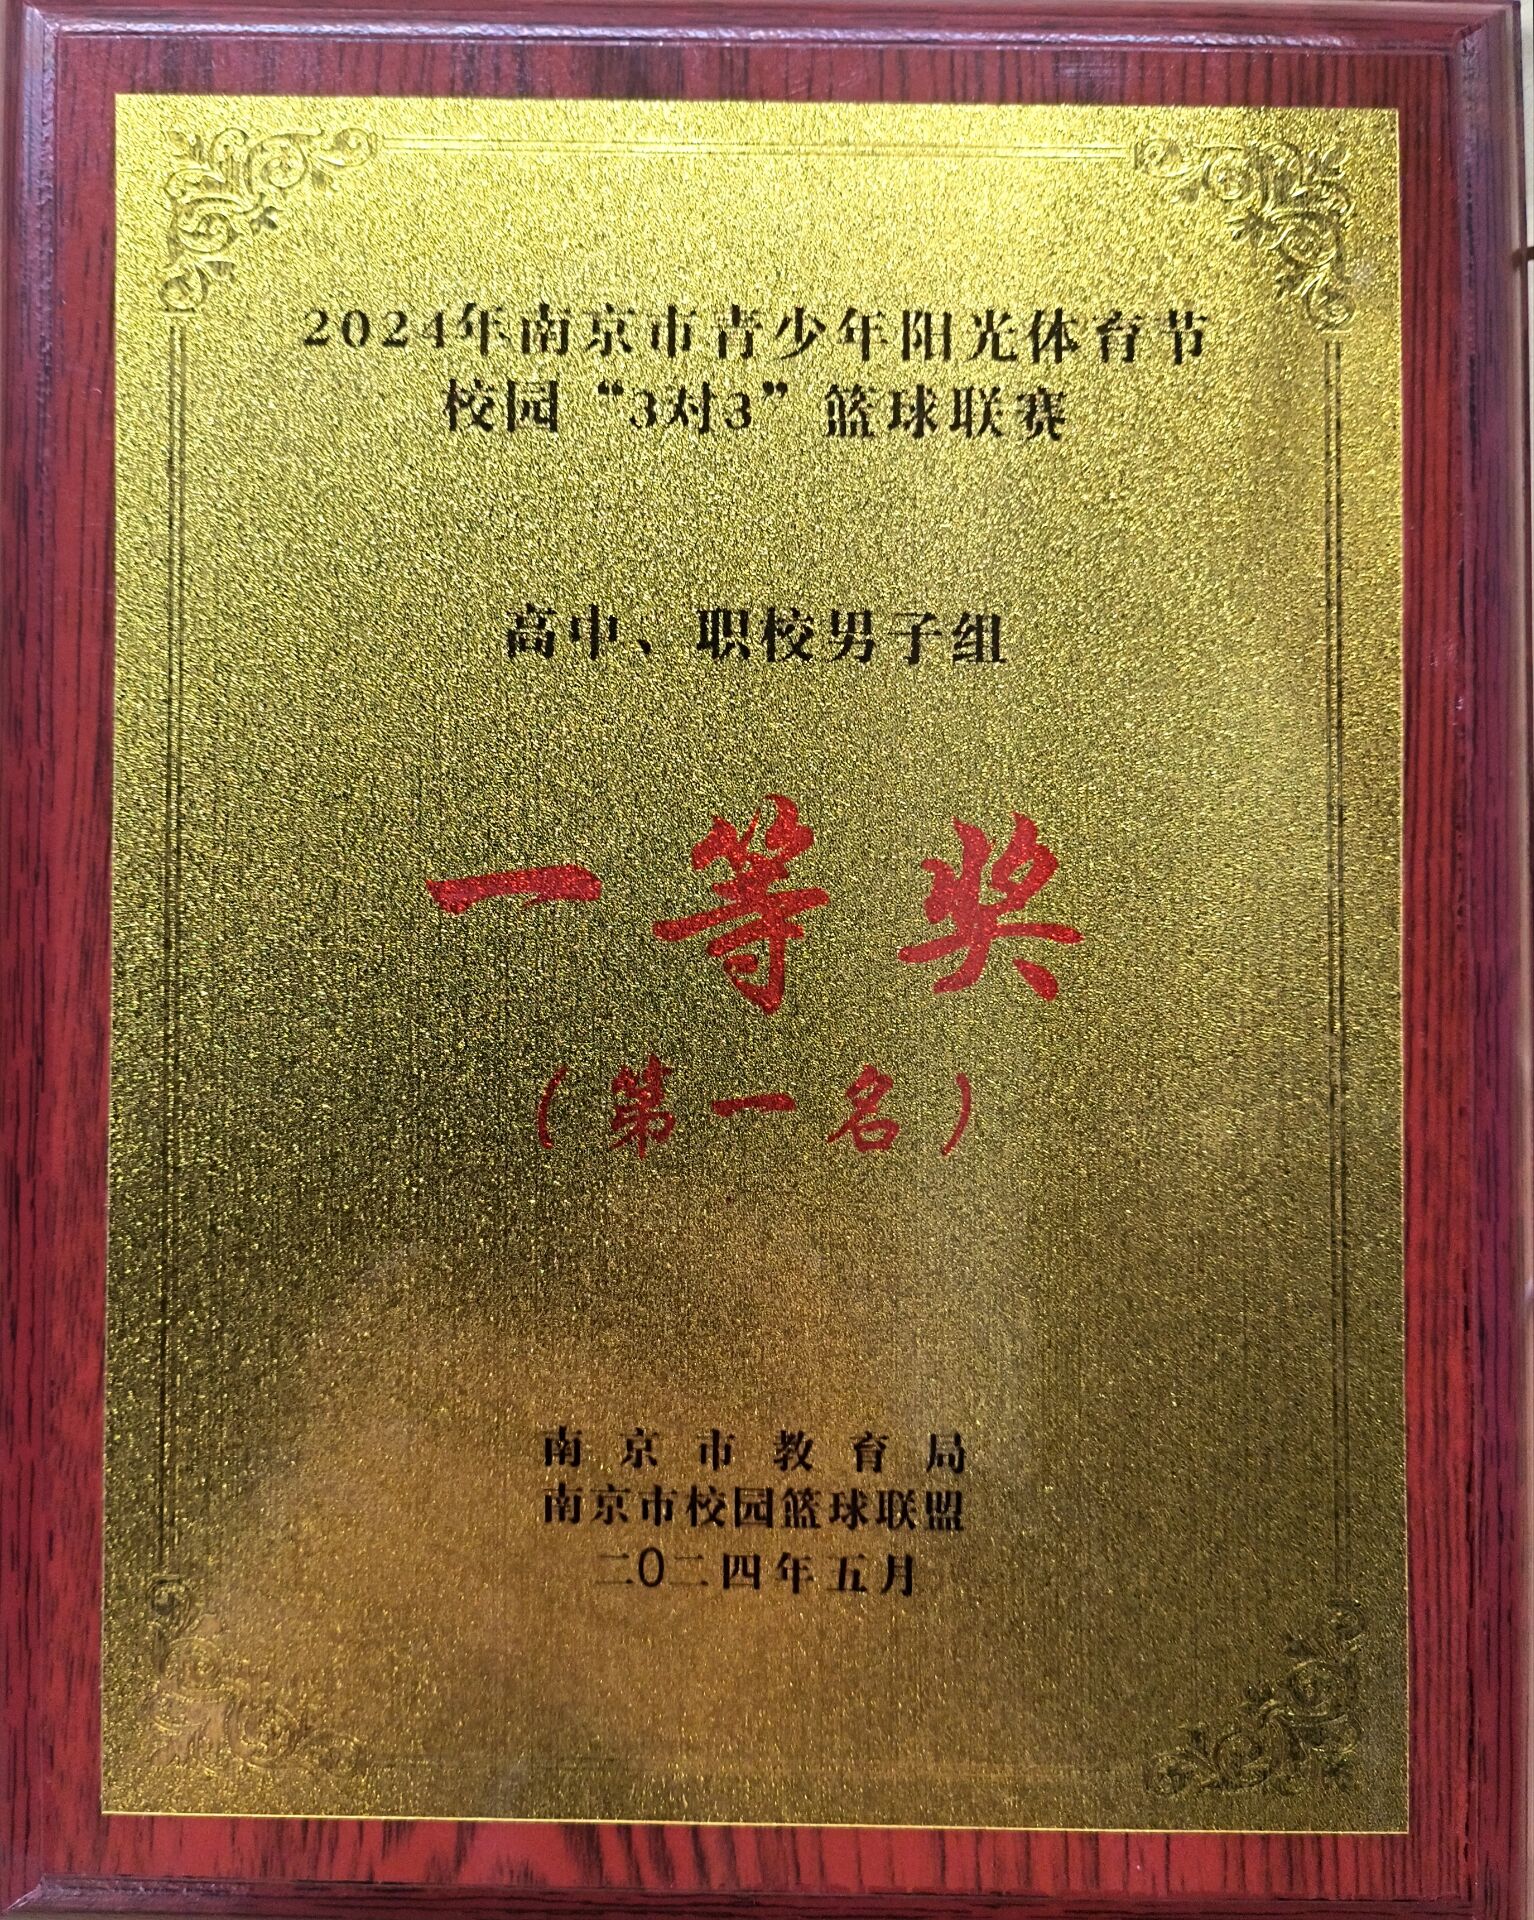 2024年南京市青少年阳光体育节
校园“3对3”篮球联赛
高中、职校男子组
一等奖
（第一名）
南京市教育局
南京市校园篮球联盟
二0二四年五月